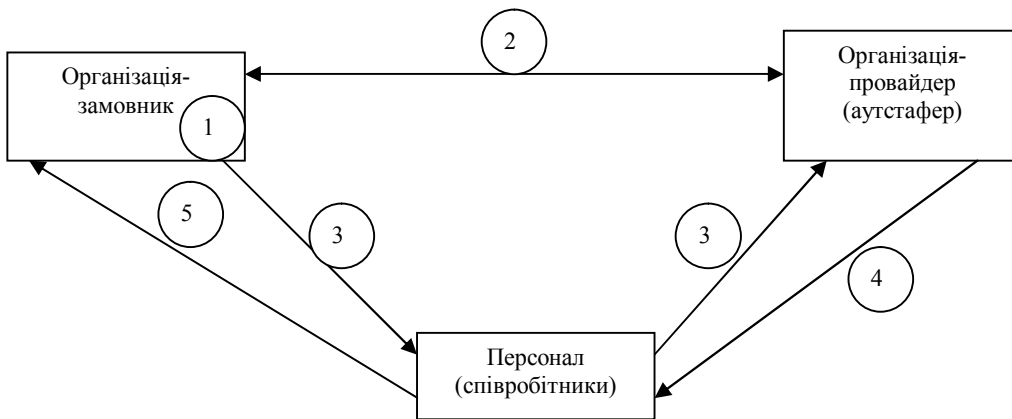 2
Організація-
замовник
Організація-
провайдер
(аутстафер)
1
5
3
3
4
Персонал
(співробітники)